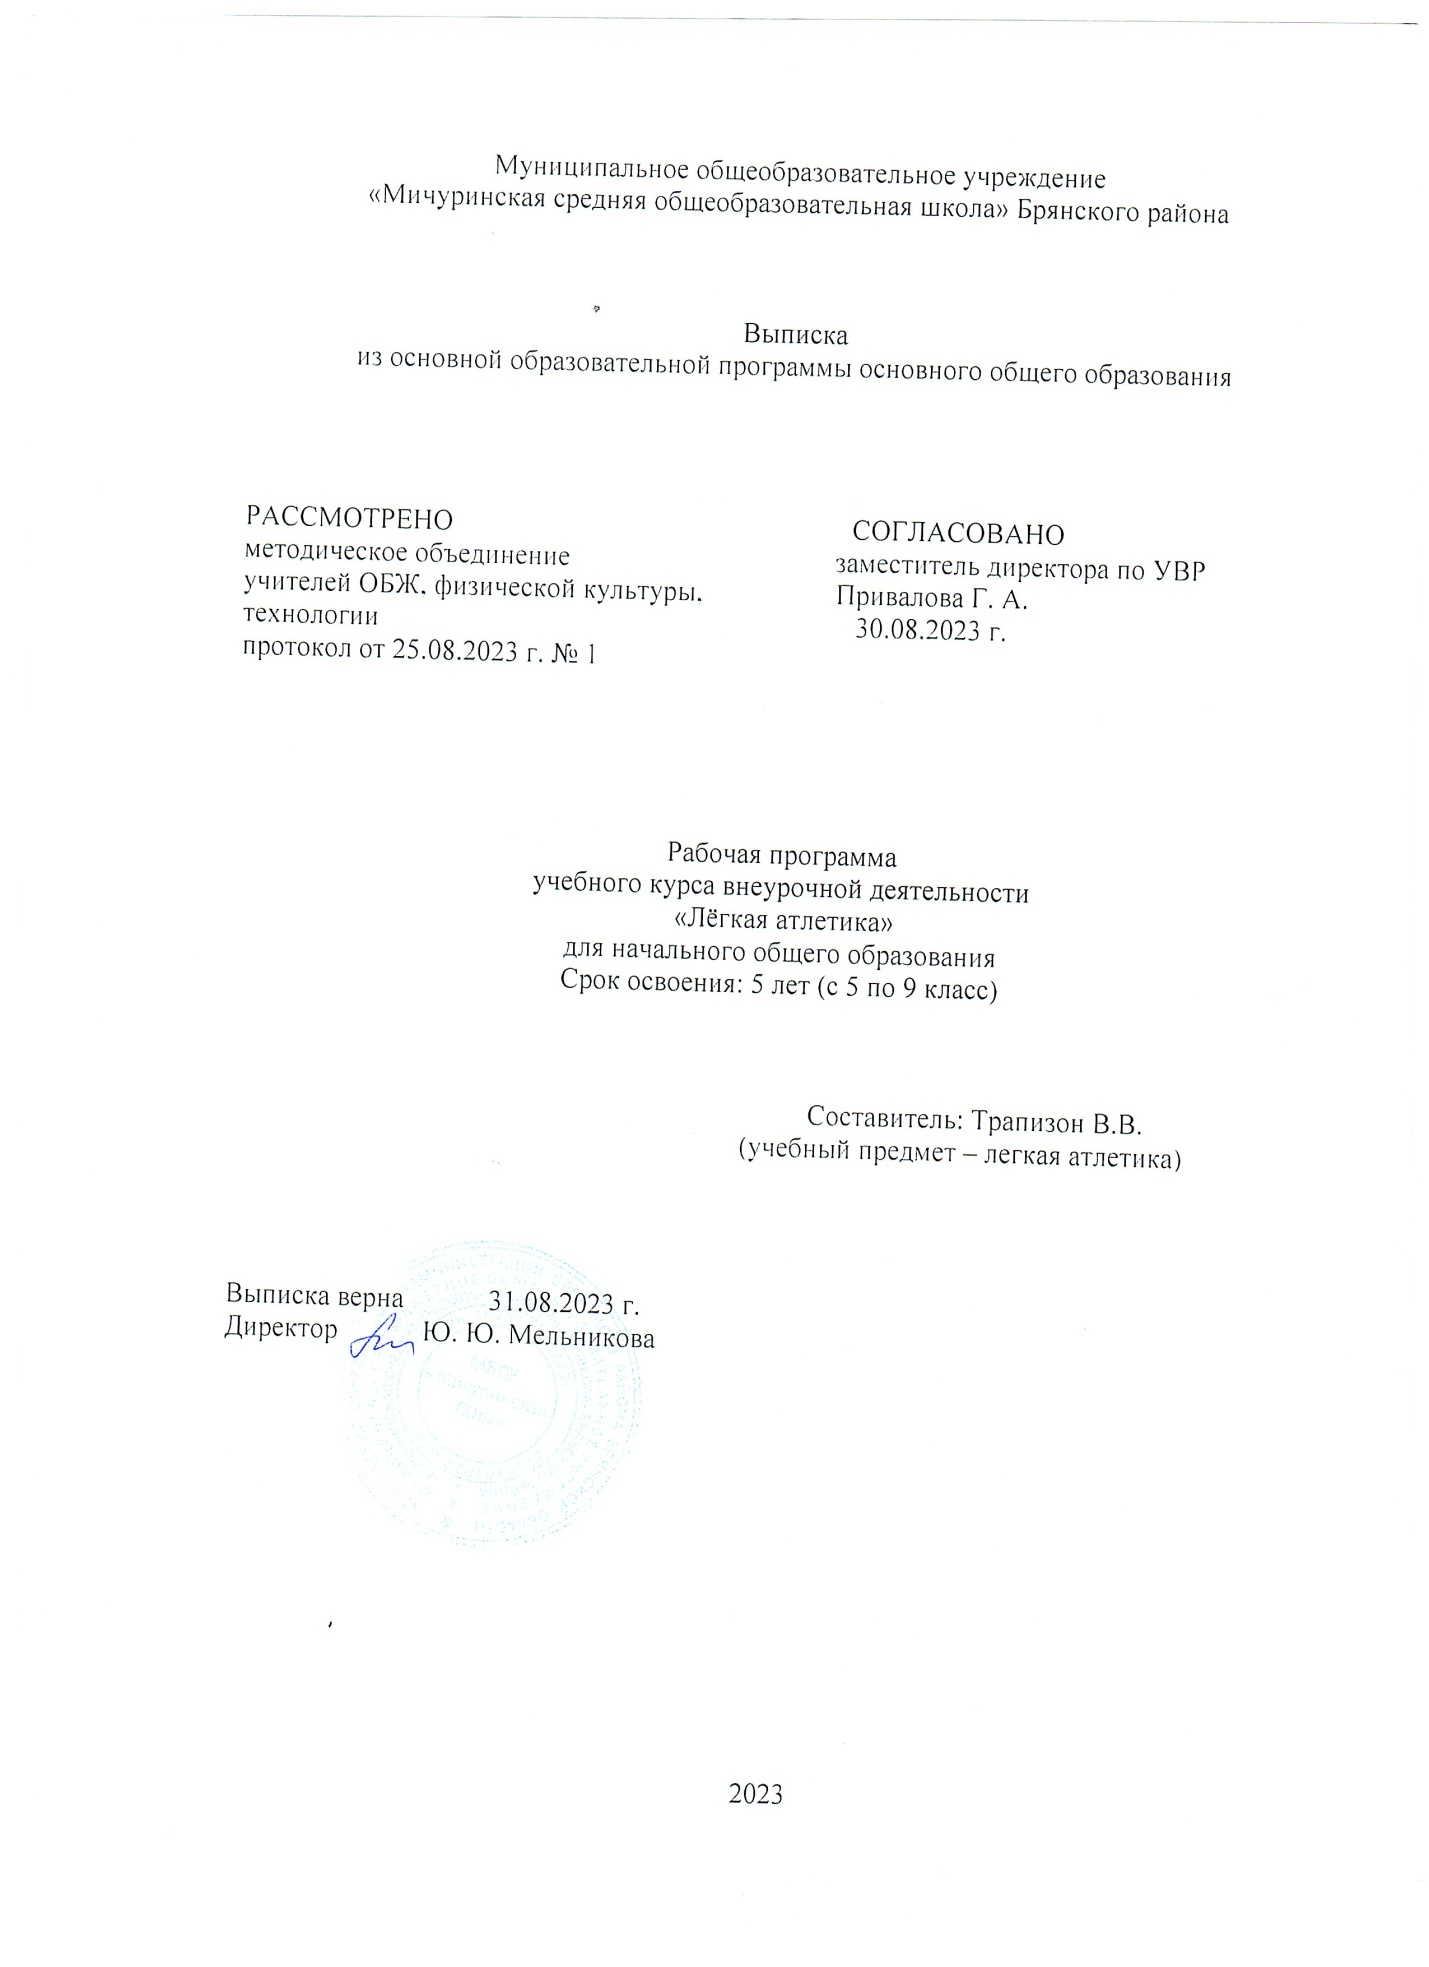 Муниципальное общеобразовательное учреждение
«Мичуринская средняя общеобразовательная школа» Брянского района
Выписка
из основной образовательной программы основного общего образования
РАССМОТРЕНО
методическое объединение
учителей ОБЖ, физической культуры,
технологии
протокол от 25.08.2023 г. № 1
СОГЛАСОВАНО
заместитель директора по УВР
Привалова Г. А.
30.08.2023 г.
Рабочая программа
учебного курса внеурочной деятельности
«Лёгкая атлетика»
для начального общего образования
Срок освоения: 5 лет (с 5 по 9 класс)
Составитель: Трапизон В.В.
(учебный предмет – легкая атлетика)
Выписка верна 31.08.2023 г.
Директор Ю. Ю. Мельникова
2023